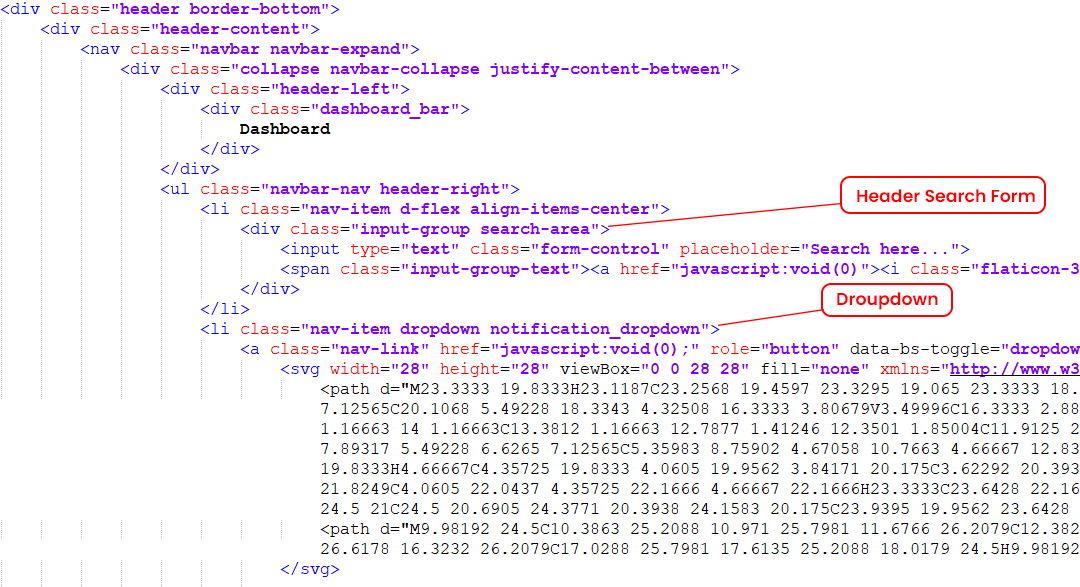 <div class="header border-bottom">
<div class="header-content">
<nav class="navbar navbar-expand">
<div class="collapse navbar-collapse justify-content-between">
<div class="header-left">
<div class="dashboard_bar">
Dashboard
</div>
</div>
<ul class="navbar-nav header-right">
Header Search Form
<li class="nav-item d-flex align-items-center">
<div class="input-group search-area">
<input type="text" class="form-control" placeholder="Search here...">
<span class="input-group-text"><a href="javascript:void(0)"><i class="flaticon-3
</div>
Droupdown
</li>
<li class="nav-item dropdown notification_dropdown">
<a class="nav-link" href="javascript:void(0);" role="button" data-bs-toggle="dropdow
<svg width="28" height="28" viewBox="0 0 28 28" fill="none" xmlns="http://www.w3
<path d="M23.3333 19.8333H23.1187C23.2568 19.4597 23.3295 19.065 23.3333 18.
7.12565C20.1068 5.49228 18.3343 4.32508 16.3333 3.80679V3.49996C16.3333 2.88
1.16663 14 1.16663C13.3812 1.16663 12.7877 1.41246 12.3501 1.85004C11.9125 2
7.89317 5.49228 6.6265 7.12565C5.35983 8.75902 4.67058 10.7663 4.66667 12.83
19.8333H4.66667C4.35725 19.8333 4.0605 19.9562 3.84171 20.175C3.62292 20.393
21.8249C4.0605 22.0437 4.35725 22.1666 4.66667 22.1666H23.3333C23.6428 22.16
24.5 21C24.5 20.6905 24.3771 20.3938 24.1583 20.175C23.9395 19.9562 23.6428
<path d="M9.98192 24.5C10.3863 25.2088 10.971 25.7981 11.6766 26.2079C12.382
26.6178 16.3232 26.2079C17.0288 25.7981 17.6135 25.2088 18.0179 24.5H9.98192
</svg>